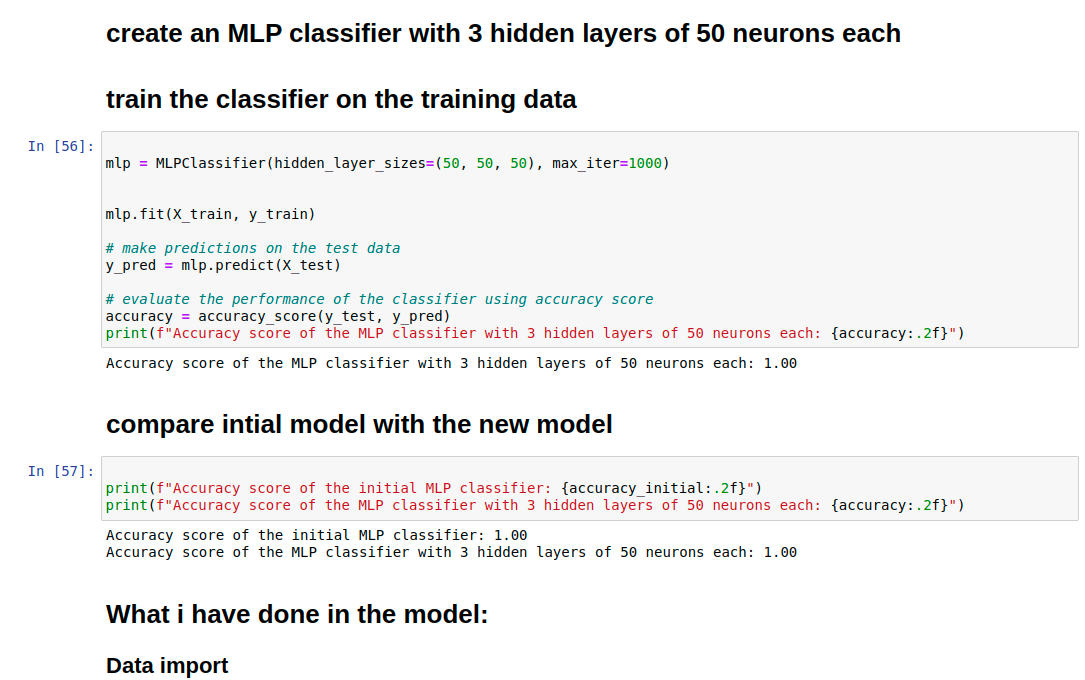 create an MLP classifier with 3 hidden layers of 50 neurons each
train the classifier on the training data
In [56]:
mlp = MLPClassifier(hidden_layer_sizes=(50, 50, 50), max_iter=1000)
mlp.fit(X_train, y_train)
# make predictions on the test data
y_pred = mlp.predict(X_test)
# evaluate the performance of the classifier using accuracy score
accuracy = accuracy_score(y_test, y_pred)
print(f"Accuracy score of the MLP classifier with 3 hidden layers of 50 neurons each: {accuracy:.2f}")
Accuracy score of the MLP classifier with 3 hidden layers of 50 neurons each: 1.00
compare intial model with the new model
In [57]:
print(f"Accuracy score of the initial MLP classifier: {accuracy_initial:.2f}")
print(f"Accuracy score of the MLP classifier with 3 hidden layers of 50 neurons each: {accuracy:.2f}")
Accuracy score of the initial MLP classifier: 1.00
Accuracy score of the MLP classifier with 3 hidden layers of 50 neurons each: 1.00
What i have done in the model:
Data import